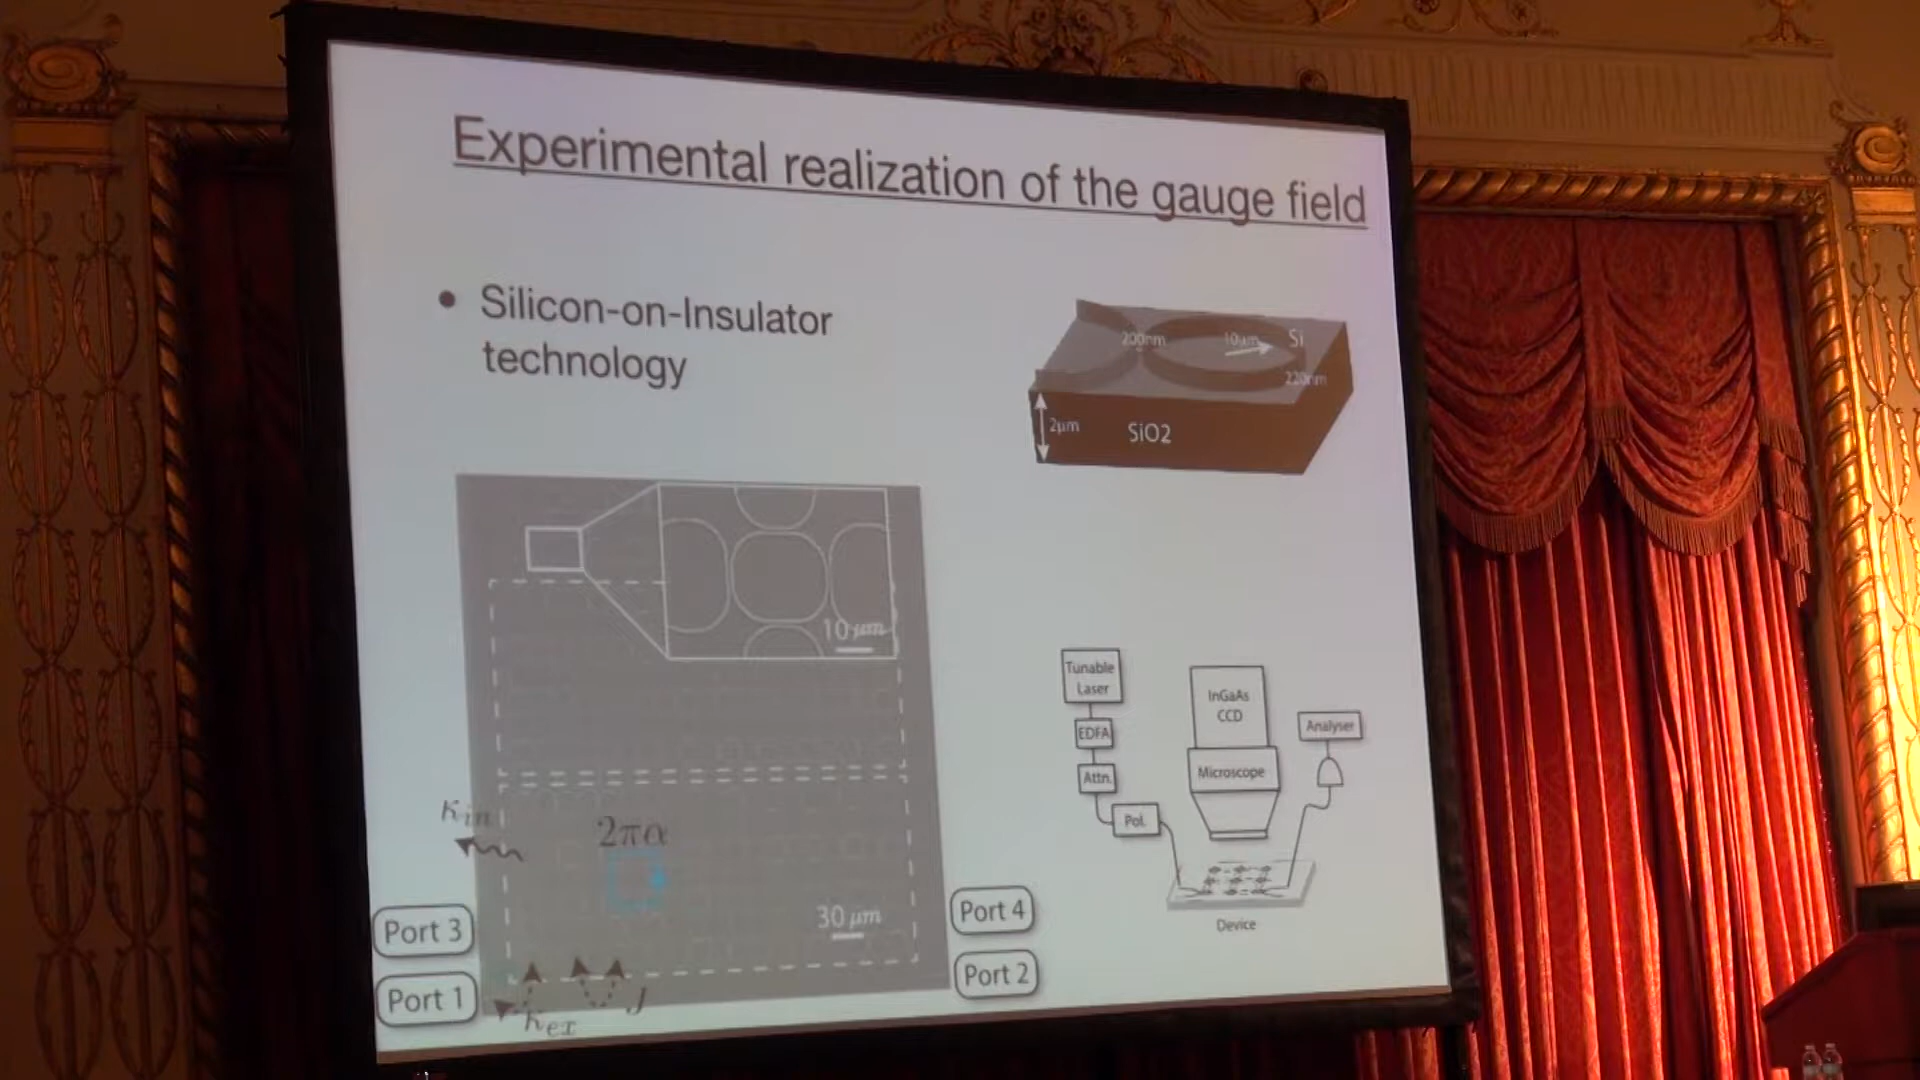 Experimental realization of the gauge field
• Silicon-on-Insulator
technology
200nm
10μm
Si
220nm
2μm
SiO2
10 μm
Tunable
Laser
EDFA
Attn.
Pol.
InGaAs
CCD
Microscope
Analyser
Device
κin
2πα
30 μm
Port 3
Port 4
Port 1
Port 2
κex
J